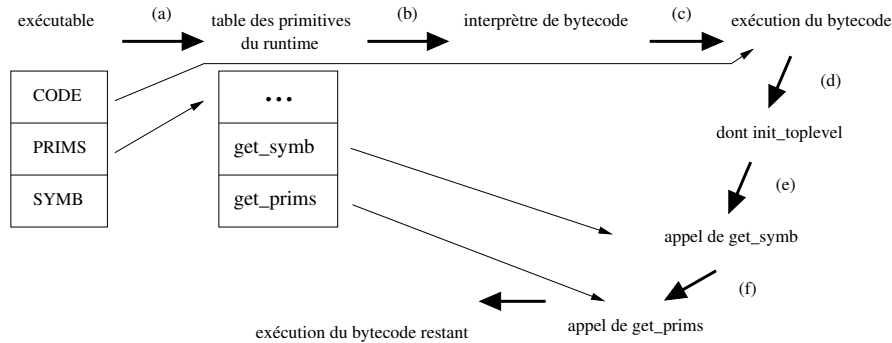 exécutable
(a)
table des primitives
du runtime
(b)
interprètre de bytecode
(c)
exécution du bytecode
(d)
CODE
...
dont init_toplevel
PRIMS
get_symb
(e)
SYMB
get_prims
appel de get_symb
(f)
exécution du bytecode restant
appel de get_prims